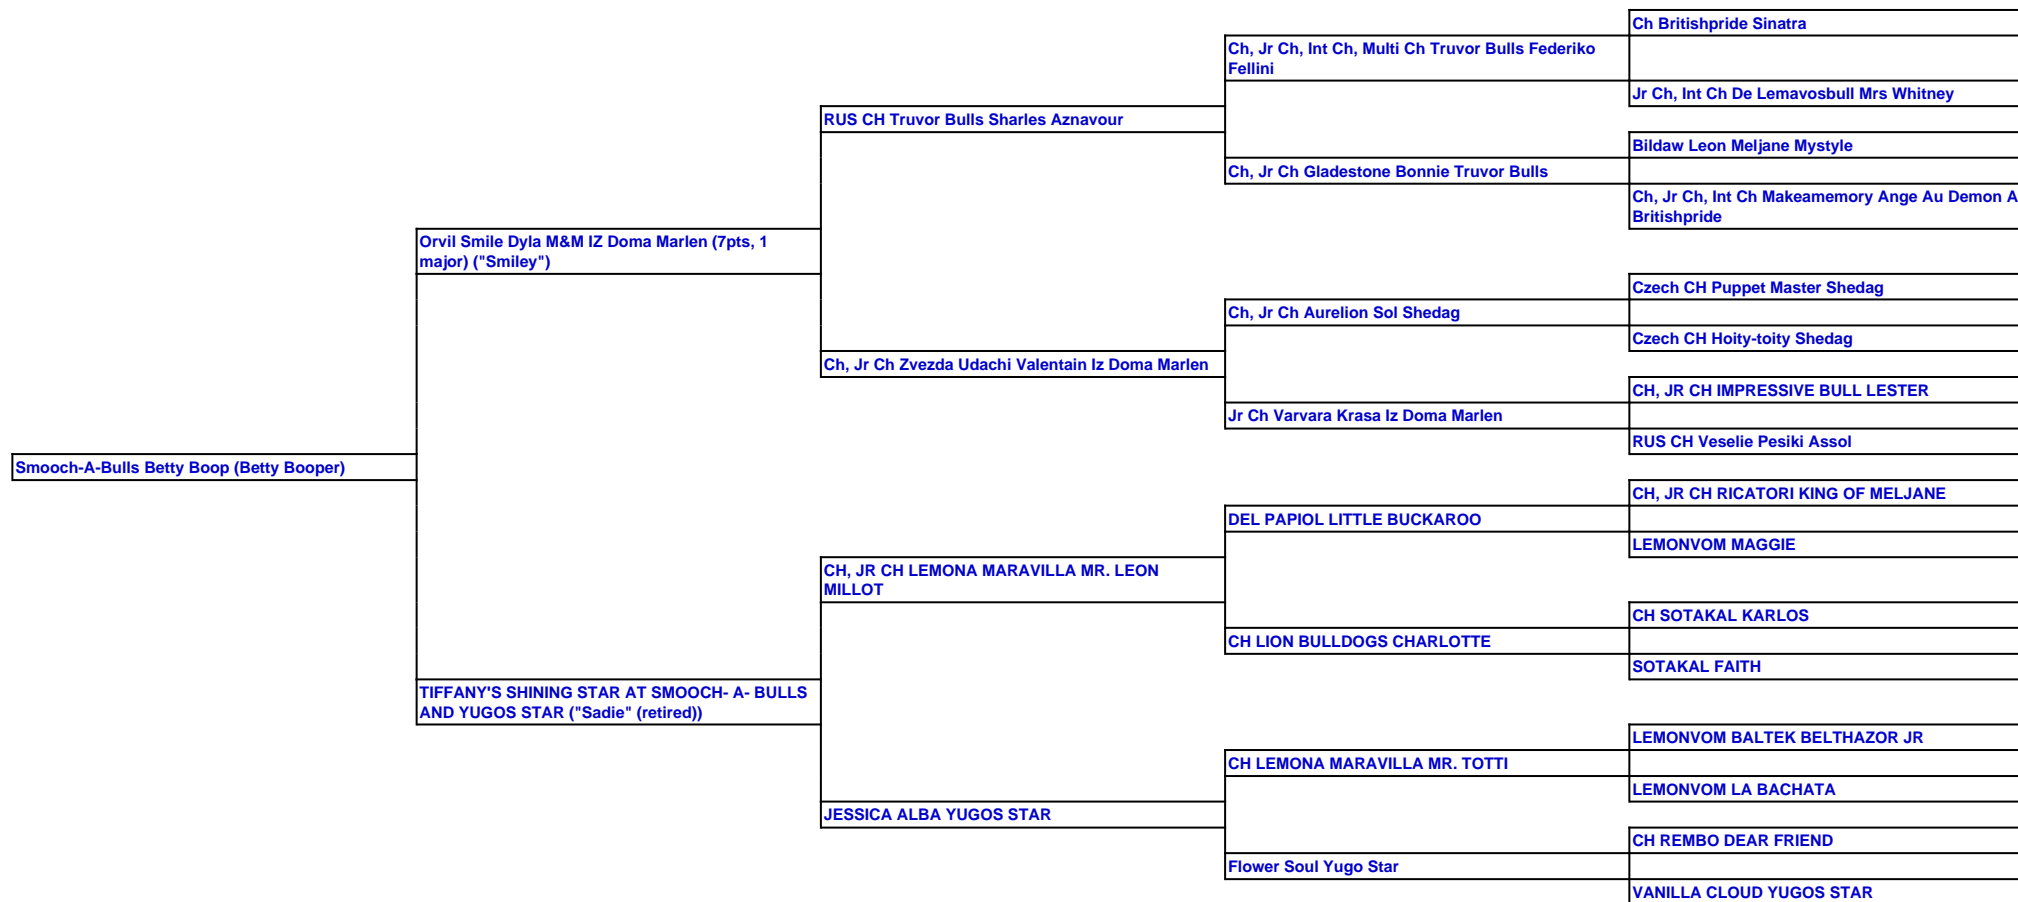 Ch Britishpride Sinatra
Ch, Jr Ch, Int Ch, Multi Ch Truvor Bulls Federiko
Fellini
Jr Ch, Int Ch De Lemavosbull Mrs Whitney
RUS CH Truvor Bulls Sharles Aznavour
Bildaw Leon Meljane Mystyle
Ch, Jr Ch Gladestone Bonnie Truvor Bulls
Ch, Jr Ch, Int Ch Makeamemory Ange Au Demon A
Britishpride
Orvil Smile Dyla M&M IZ Doma Marlen (7pts, 1
major) ("Smiley")
Czech CH Puppet Master Shedag
Ch, Jr Ch Aurelion Sol Shedag
Czech CH Hoity-toity Shedag
Ch, Jr Ch Zvezda Udachi Valentain Iz Doma Marlen
CH, JR CH IMPRESSIVE BULL LESTER
Jr Ch Varvara Krasa Iz Doma Marlen
RUS CH Veselie Pesiki Assol
Smooch-A-Bulls Betty Boop (Betty Booper)
CH, JR CH RICATORI KING OF MELJANE
DEL PAPIOL LITTLE BUCKAROO
LEMONVOM MAGGIE
CH, JR CH LEMONA MARAVILLA MR. LEON
MILLOT
CH SOTAKAL KARLOS
CH LION BULLDOGS CHARLOTTE
SOTAKAL FAITH
TIFFANY'S SHINING STAR AT SMOOCH- A- BULLS
AND YUGOS STAR ("Sadie" (retired))
LEMONVOM BALTEK BELTHAZOR JR
CH LEMONA MARAVILLA MR. TOTTI
LEMONVOM LA BACHATA
JESSICA ALBA YUGOS STAR
CH REMBO DEAR FRIEND
Flower Soul Yugo Star
VANILLA CLOUD YUGOS STAR